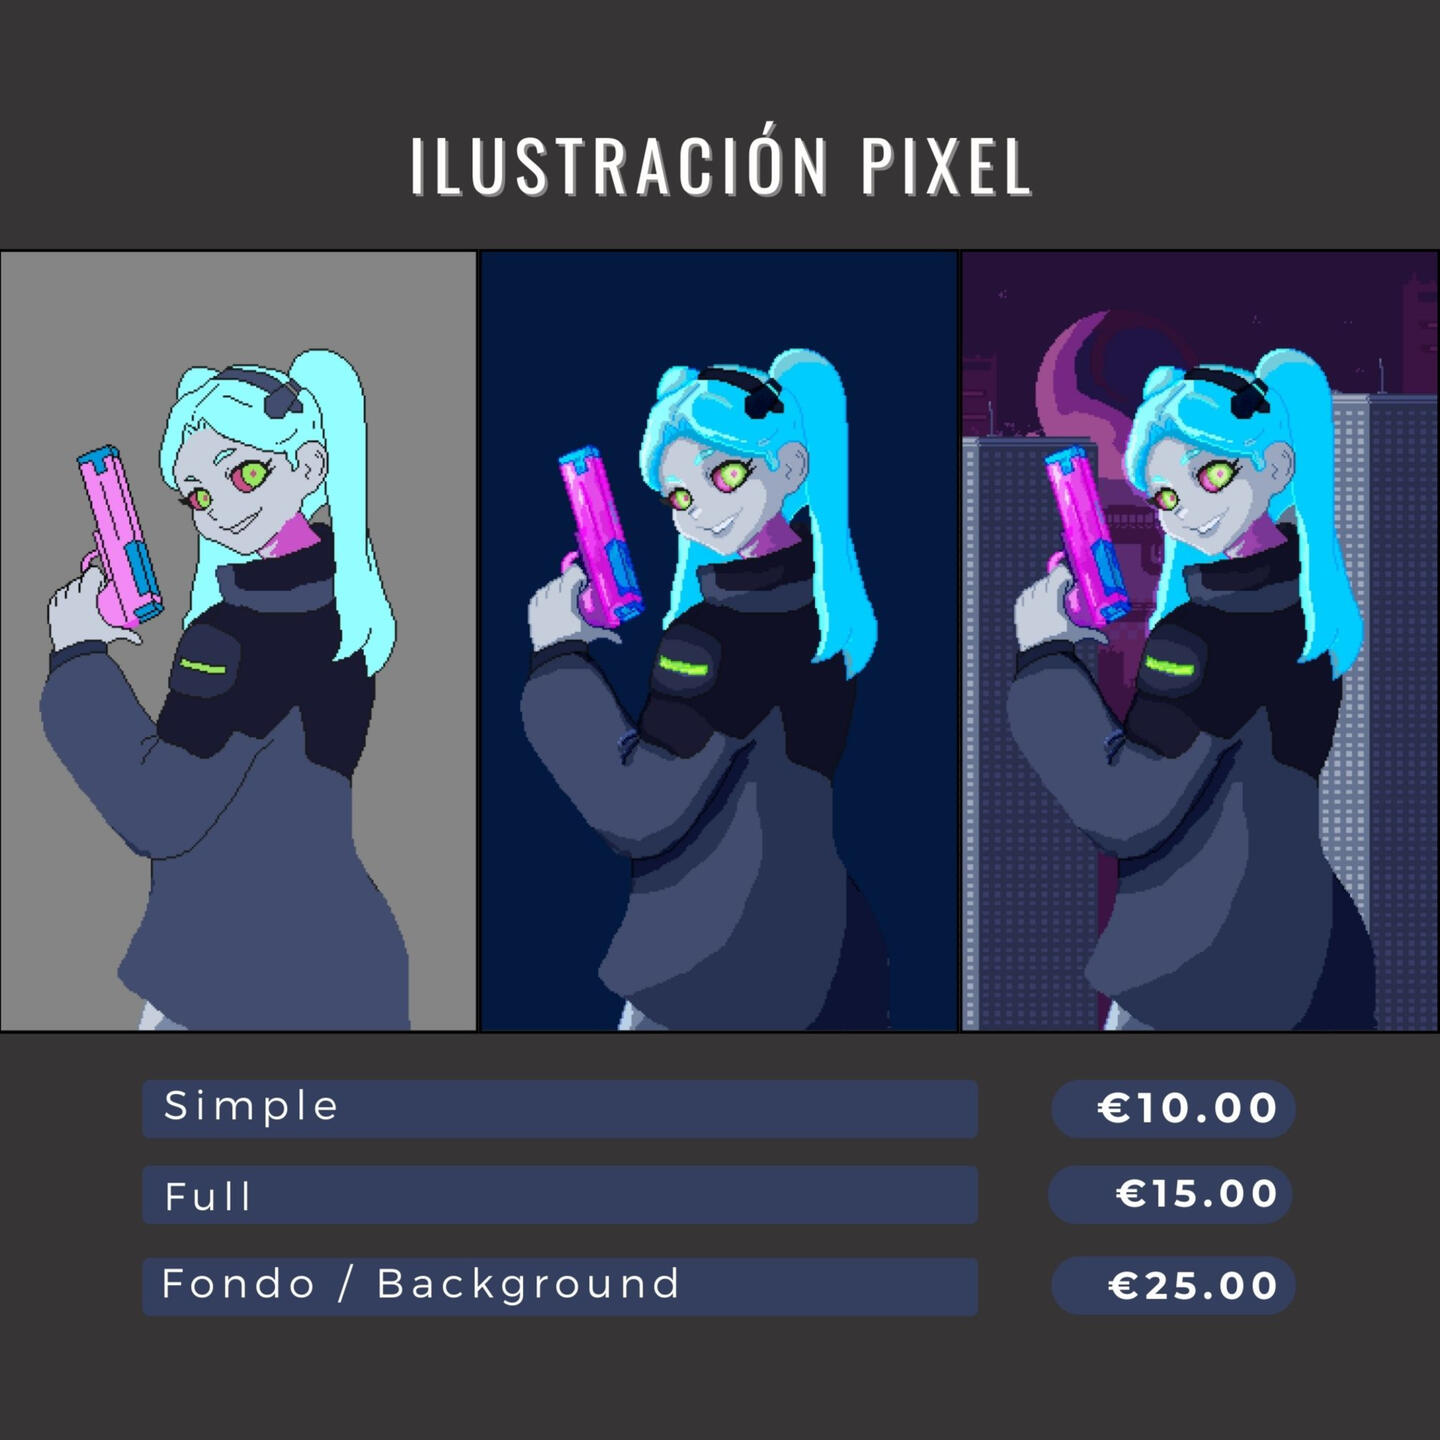 ILUSTRACIÓN PIXEL
Simple €10.00
Full €15.00
Fondo / Background €25.00